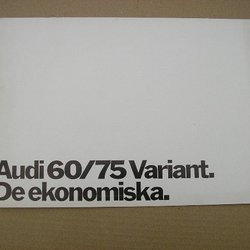 Audi 60/75 Variant.
De ekonomiska.